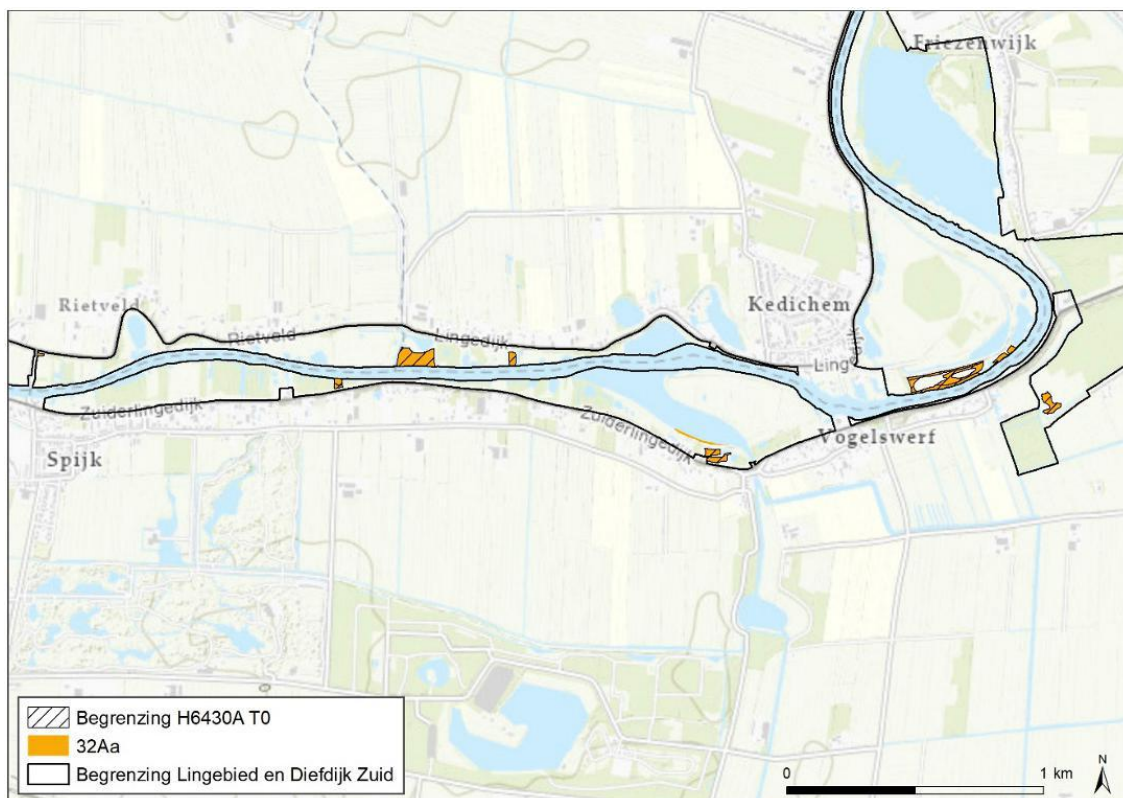 Friezenwijk
Rietveld
Kedichem
Rietveld
Lingedijk
Ling
Zuiderlingedijk
Zuiderlingedijk
Vogelswerf
Spijk
Begrenzing H6430A T0
32Aa
Begrenzing Lingebied en Diefdijk Zuid
0
1 km
N